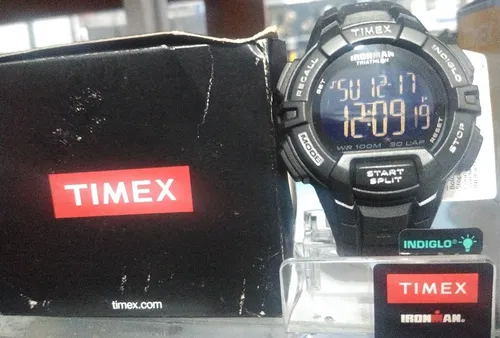 TIMEX
timex.com
TIMEX
IRONMAN
TRIATHLON
RECALL
INDIGLO
SET
SU 12-17
12:09 19
MODE
RESET
STOP
WR 100M 30 LAP
START
SPLIT
INDIGLO®
TIMEX
IRONMAN®